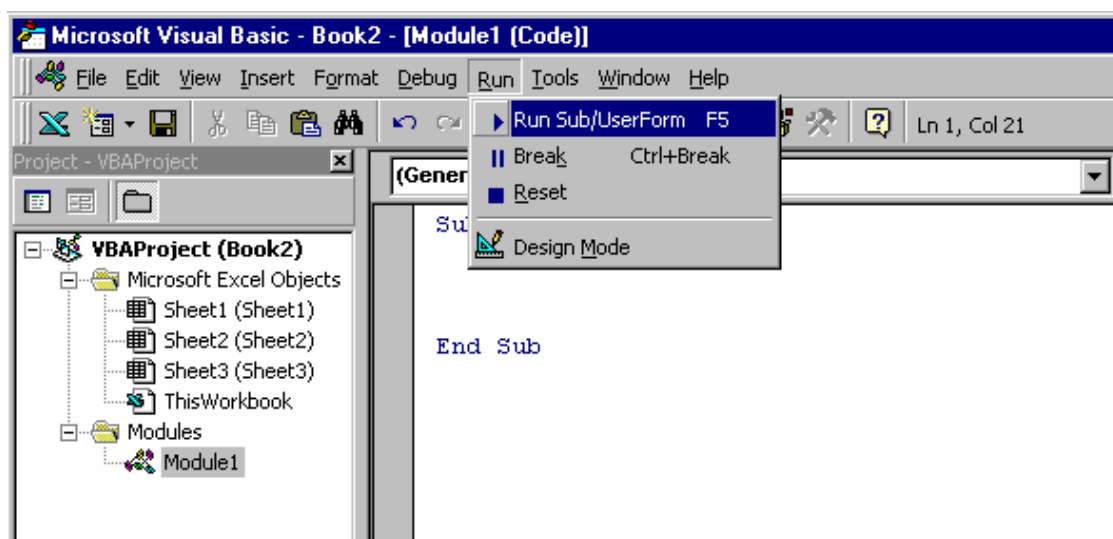 Microsoft Visual Basic - Book2 - [Module1 (Code)]
File Edit View Insert Format Debug Run Tools Window Help
Ln 1, Col 21
Project - VBAProject
(Gener
VBAProject (Book2)
Microsoft Excel Objects
Sheet1 (Sheet1)
Sheet2 (Sheet2)
Sheet3 (Sheet3)
ThisWorkbook
Modules
Module1
Run Sub/UserForm F5
Break Ctrl+Break
Reset
Design Mode
Su
End Sub